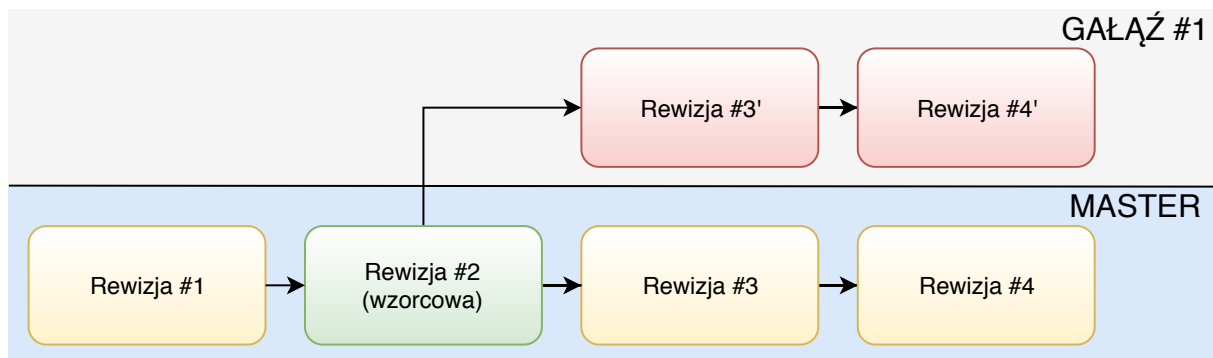 GAŁĄŹ #1
Rewizja #3'
Rewizja #4'
MASTER
Rewizja #1
Rewizja #2
(wzorcowa)
Rewizja #3
Rewizja #4